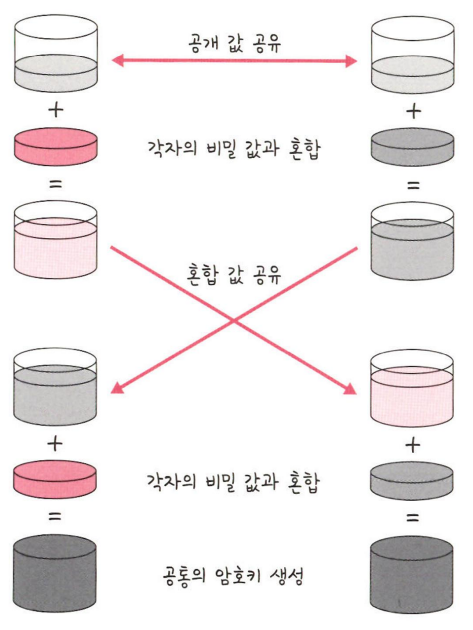 공개 값 공유
+
+
각자의 비밀 값과 혼합
=
=
혼합 값 공유
+
+
각자의 비밀 값과 혼합
=
=
공통의 암호키 생성